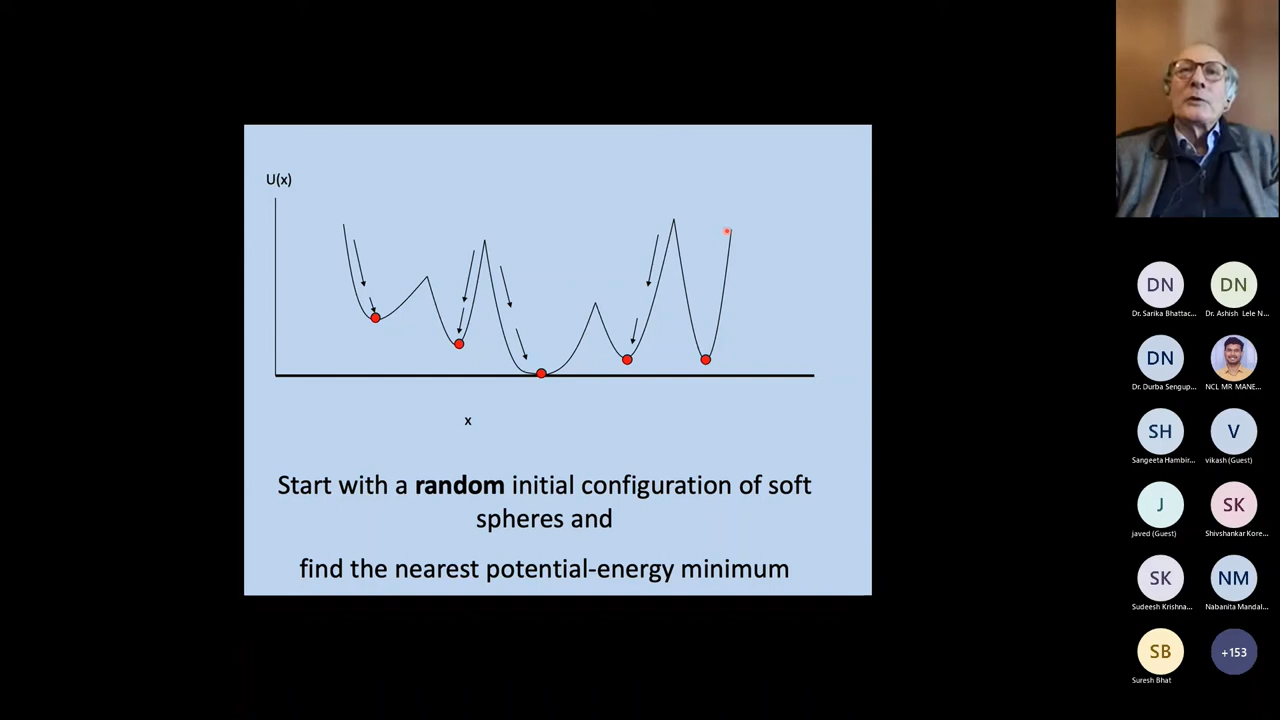 U(x)
x
Start with a random initial configuration of soft
spheres and
find the nearest potential-energy minimum
DN
DN
Dr. Sarika Bhattac...
Dr. Ashish Lele N...
DN
Dr. Durba Sengup...
NCL MR MANE...
SH
V
Sangeeta Hambir...
vikash (Guest)
J
SK
javed (Guest)
Shivshankar Kore...
SK
NM
Sudeesh Krishna...
Nabanita Mandal...
SB
+153
Suresh Bhat